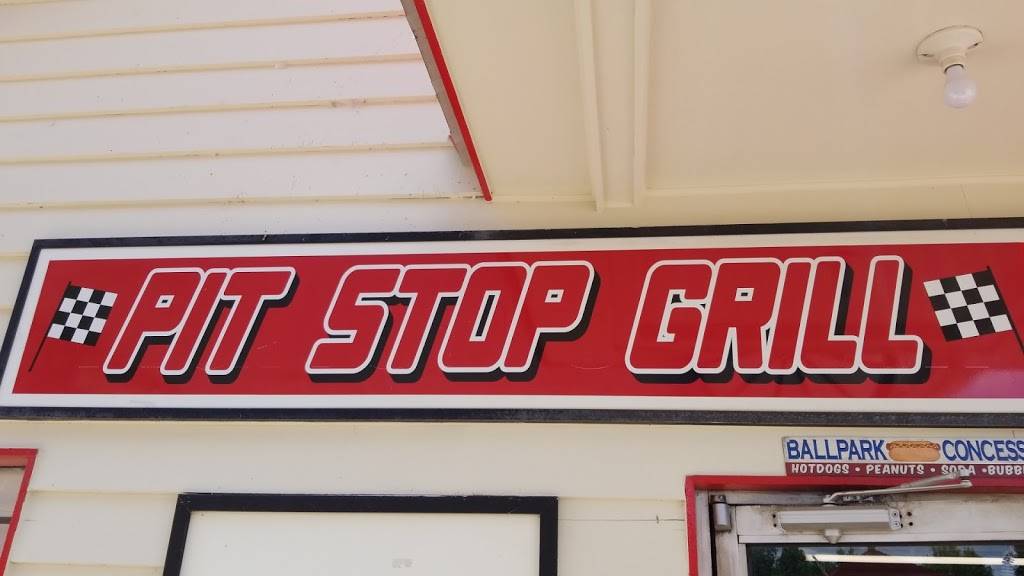 PIT STOP GRILL
BALLPARK CONCESS
HOTDOGS • PEANUTS • SODA • BUBB